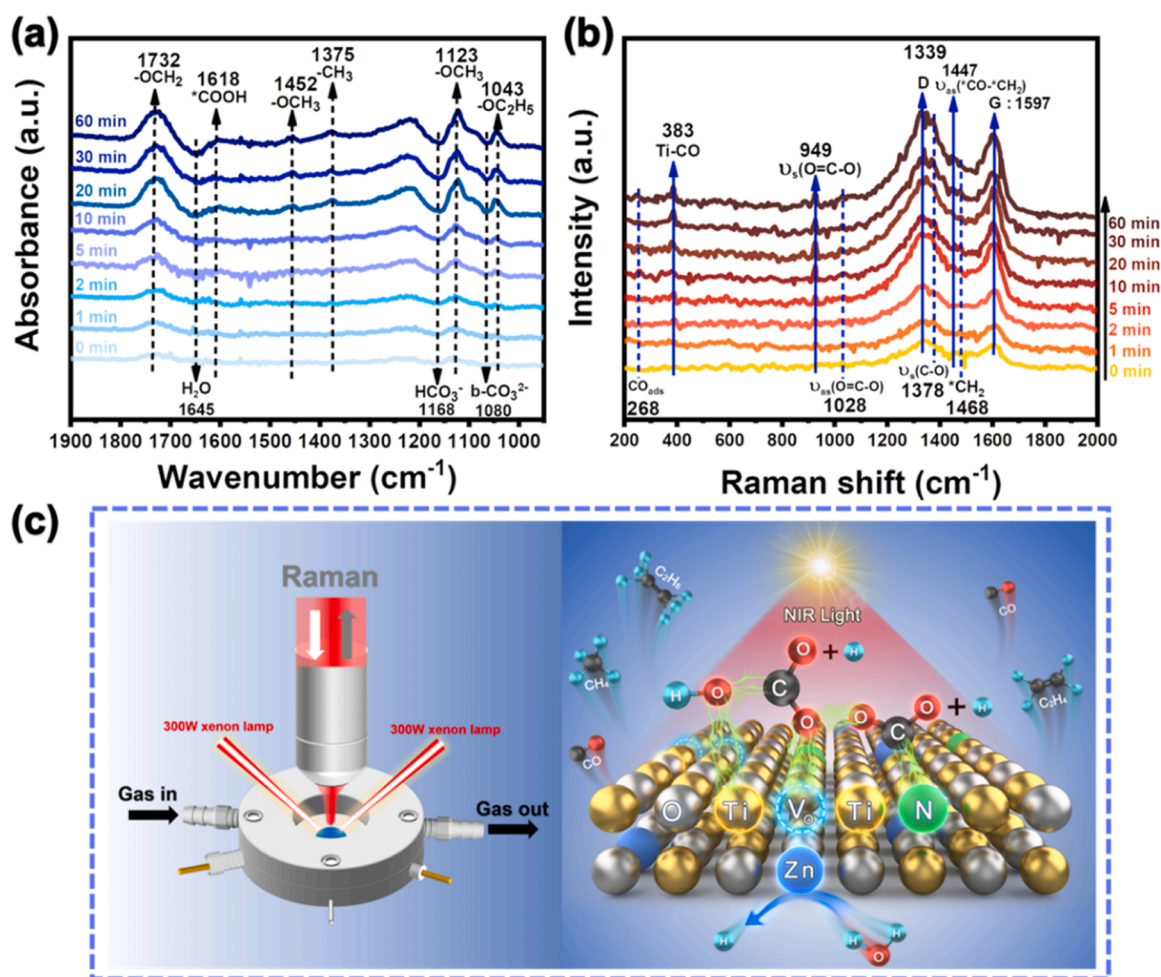 (a)
1732
-OCH₂
1618
*COOH
1452
-OCH₃
1375
-CH₃
1123
-OCH₃
1043
-OC₂H₅
60 min
30 min
20 min
10 min
5 min
2 min
1 min
0 min
H₂O
1645
HCO₃⁻
1168
b-CO₃²⁻
1080
Absorbance (a.u.)
1900 1800 1700 1600 1500 1400 1300 1200 1100 1000
Wavenumber (cm⁻¹)
(b)
1339
D
1447
υas(*CO-*CH₂)
G : 1597
383
Ti-CO
949
υs(O=C-O)
60 min
30 min
20 min
10 min
5 min
2 min
1 min
0 min
COads
268
υas(O=C-O)
1028
υs(C-O)
1378
*CH₂
1468
Intensity (a.u.)
200 400 600 800 1000 1200 1400 1600 1800 2000
Raman shift (cm⁻¹)
(c)
Raman
300W xenon lamp
300W xenon lamp
Gas in
Gas out
C₂H₆
CH₄
CO
NIR Light
CO
C₂H₄
O + H
C
H O
O
O C O + H
O Ti Vo Ti N
Zn
H
H O H